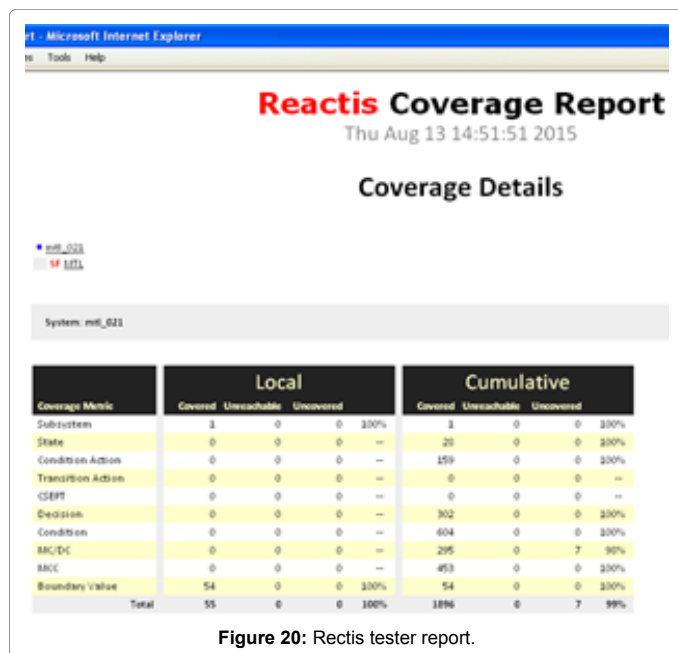 rt - Microsoft Internet Explorer
es Tools Help
Reactis Coverage Report
Thu Aug 13 14:51:51 2015
Coverage Details
mtl_021
SF MTL
System: mtl_021
Local Cumulative
Coverage Metric Covered Unreachable Uncovered Covered Unreachable Uncovered
Subsystem 1 0 0 100% 1 0 0 100%
State 0 0 0 -- 20 0 0 100%
Condition Action 0 0 0 -- 159 0 0 100%
Transition Action 0 0 0 -- 0 0 0 --
CSEPT 0 0 0 -- 0 0 0 --
Decision 0 0 0 -- 302 0 0 100%
Condition 0 0 0 -- 604 0 0 100%
MC/DC 0 0 0 -- 295 0 7 98%
MCC 0 0 0 -- 453 0 0 100%
Boundary Value 54 0 0 100% 54 0 0 100%
Total 55 0 0 100% 1896 0 7 99%
Figure 20: Rectis tester report.